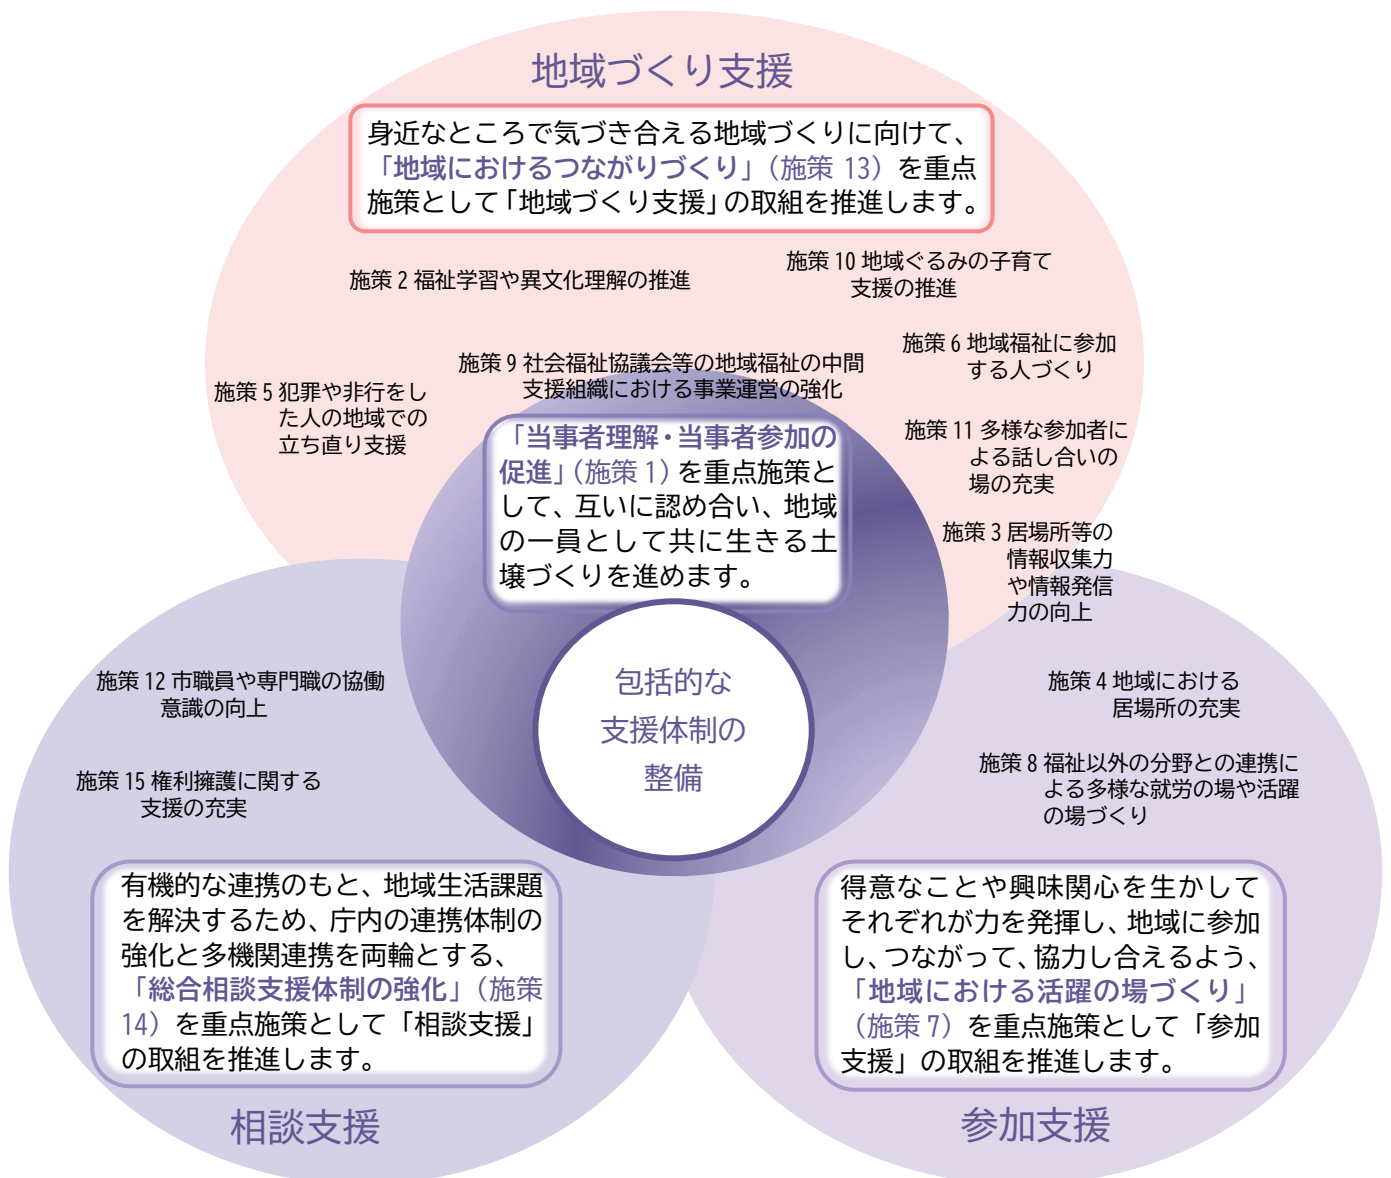 地域づくり支援
身近なところで気づき合える地域づくりに向けて、
「地域におけるつながりづくり」（施策 13）を重点
施策として「地域づくり支援」の取組を推進します。
施策 2 福祉学習や異文化理解の推進
施策 10 地域ぐるみの子育て
支援の推進
施策 9 社会福祉協議会等の地域福祉の中間
支援組織における事業運営の強化
施策 6 地域福祉に参加
する人づくり
施策 5 犯罪や非行をし
た人の地域での
立ち直り支援
施策 11 多様な参加者に
よる話し合いの
場の充実
「当事者理解・当事者参加の
促進」（施策 1）を重点施策と
して、互いに認め合い、地域
の一員として共に生きる土
壌づくりを進めます。
施策 3 居場所等の
情報収集力
や情報発信
力の向上
包括的な
支援体制の
整備
施策 12 市職員や専門職の協働
意識の向上
施策 15 権利擁護に関する
支援の充実
施策 4 地域における
居場所の充実
施策 8 福祉以外の分野との連携に
よる多様な就労の場や活躍
の場づくり
有機的な連携のもと、地域生活課題
を解決するため、庁内の連携体制の
強化と多機関連携を両輪とする、
「総合相談支援体制の強化」（施策
14）を重点施策として「相談支援」
の取組を推進します。
得意なことや興味関心を生かして
それぞれが力を発揮し、地域に参加
し、つながって、協力し合えるよう、
「地域における活躍の場づくり」
（施策 7）を重点施策として「参加
支援」の取組を推進します。
相談支援
参加支援